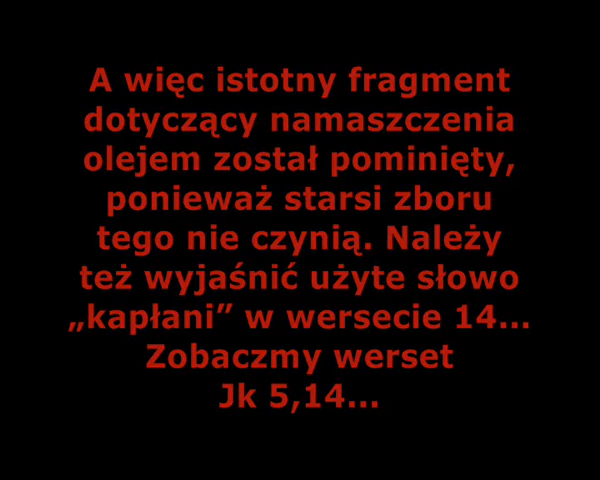 A więc istotny fragment
dotyczący namaszczenia
olejem został pominięty,
ponieważ starsi zboru
tego nie czynią. Należy
też wyjaśnić użyte słowo
„kapłani” w wersecie 14...
Zobaczmy werset
Jk 5,14...